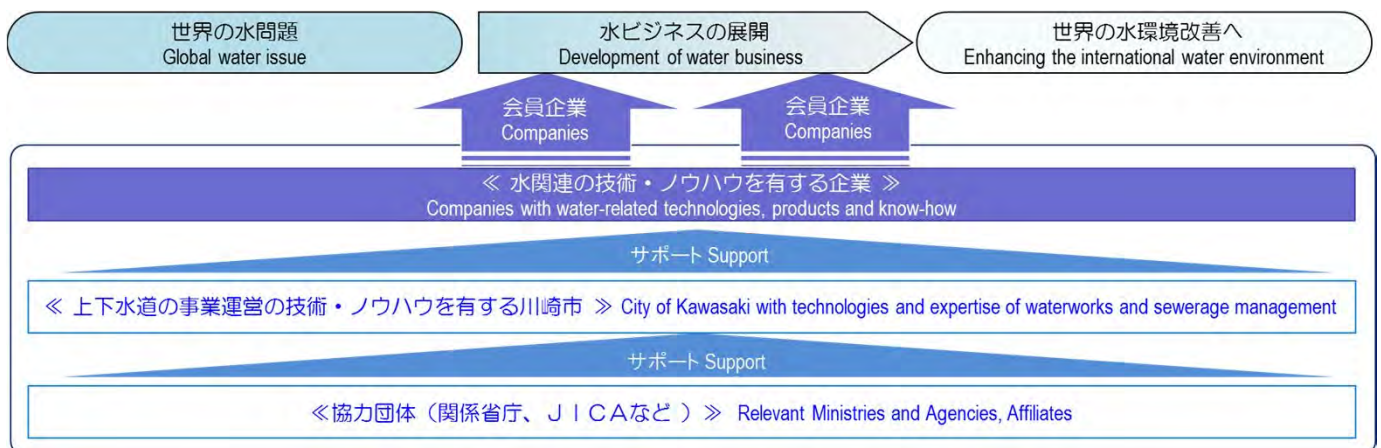 世界の水問題
Global water issue
水ビジネスの展開
Development of water business
世界の水環境改善へ
Enhancing the international water environment
会員企業
Companies
会員企業
Companies
≪ 水関連の技術・ノウハウを有する企業 ≫
Companies with water-related technologies, products and know-how
サポート Support
≪ 上下水道の事業運営の技術・ノウハウを有する川崎市 ≫ City of Kawasaki with technologies and expertise of waterworks and sewerage management
サポート Support
≪協力団体（関係省庁、ＪＩＣＡなど ）≫ Relevant Ministries and Agencies, Affiliates